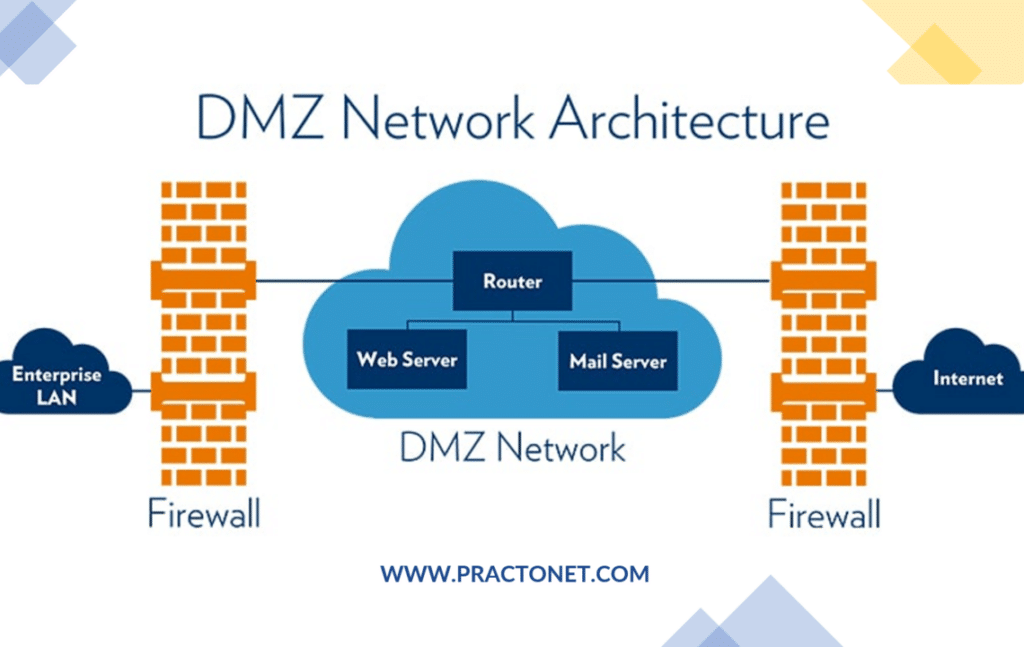 DMZ Network Architecture
Router
Web Server
Mail Server
Enterprise
LAN
Internet
DMZ Network
Firewall
Firewall
WWW.PRACTONET.COM